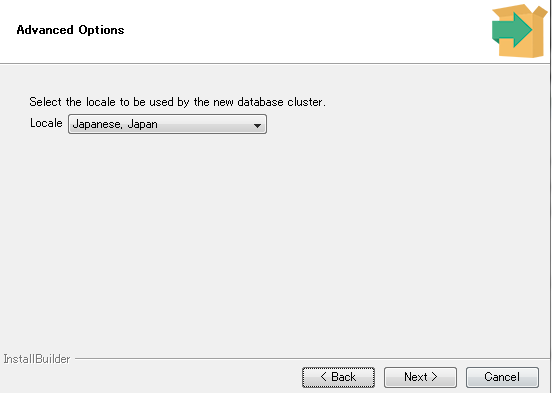 Advanced Options
Select the locale to be used by the new database cluster.
Locale Japanese, Japan
InstallBuilder
< Back Next > Cancel